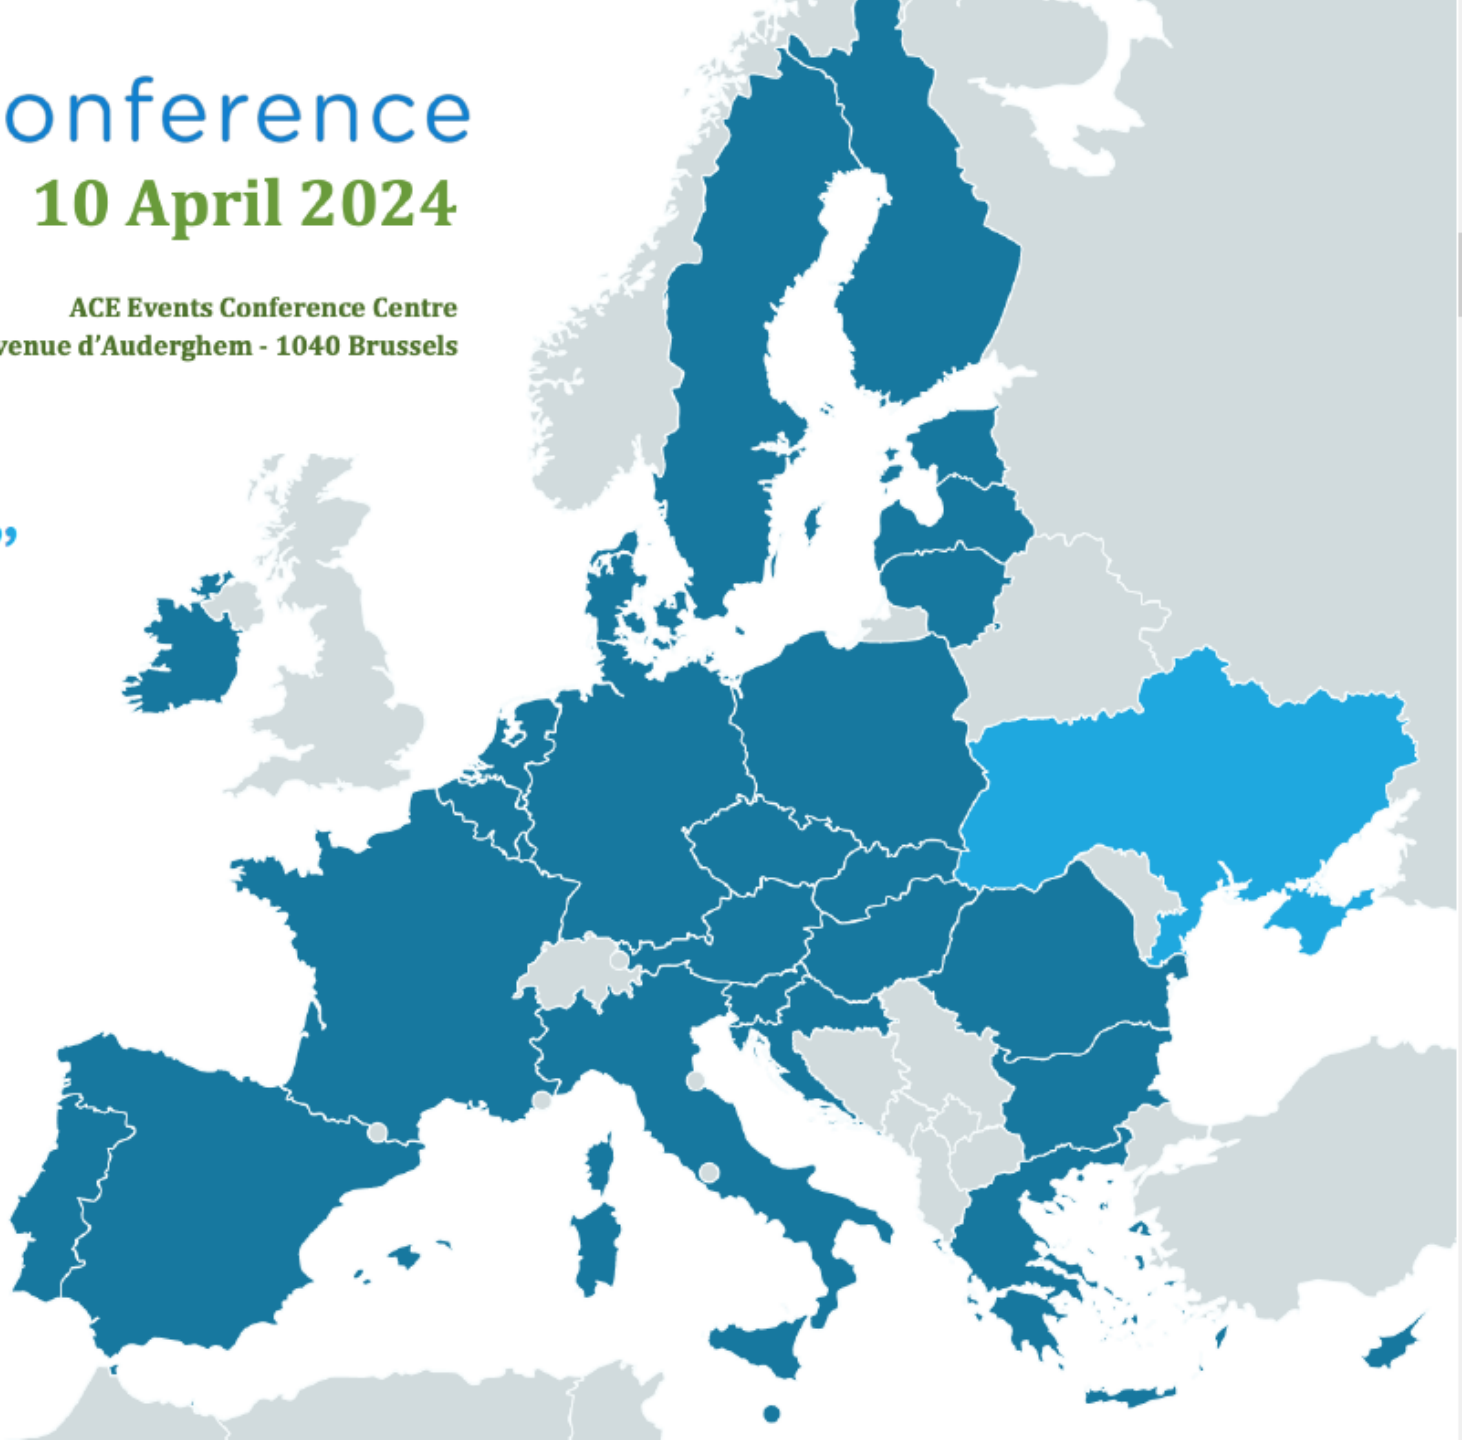 onference
10 April 2024
ACE Events Conference Centre
venue d'Auderghem - 1040 Brussels
”